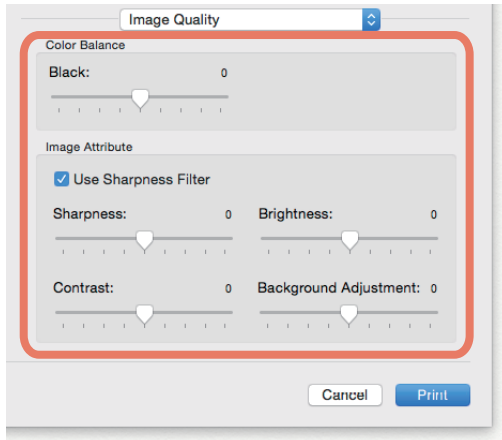 Image Quality
Color Balance
Black: 0
Image Attribute
Use Sharpness Filter
Sharpness: 0 Brightness: 0
Contrast: 0 Background Adjustment: 0
Cancel Print